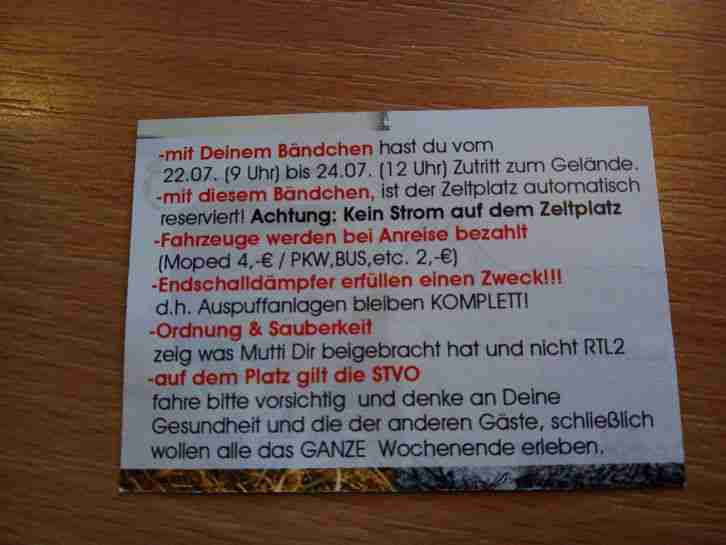 -mit Deinem Bändchen hast du vom
22.07. (9 Uhr) bis 24.07. (12 Uhr) Zutritt zum Gelände.
-mit diesem Bändchen, ist der Zeltplatz automatisch
reserviert! Achtung: Kein Strom auf dem Zeltplatz
-Fahrzeuge werden bei Anreise bezahlt
(Moped 4,-€ / PKW,BUS,etc. 2,-€)
-Endschalldämpfer erfüllen einen Zweck!!!
d.h. Auspuffanlagen bleiben KOMPLETT!
-Ordnung & Sauberkeit
zeig was Mutti Dir beigebracht hat und nicht RTL2
-auf dem Platz gilt die STVO
fahre bitte vorsichtig und denke an Deine
Gesundheit und die der anderen Gäste, schließlich
wollen alle das GANZE Wochenende erleben.